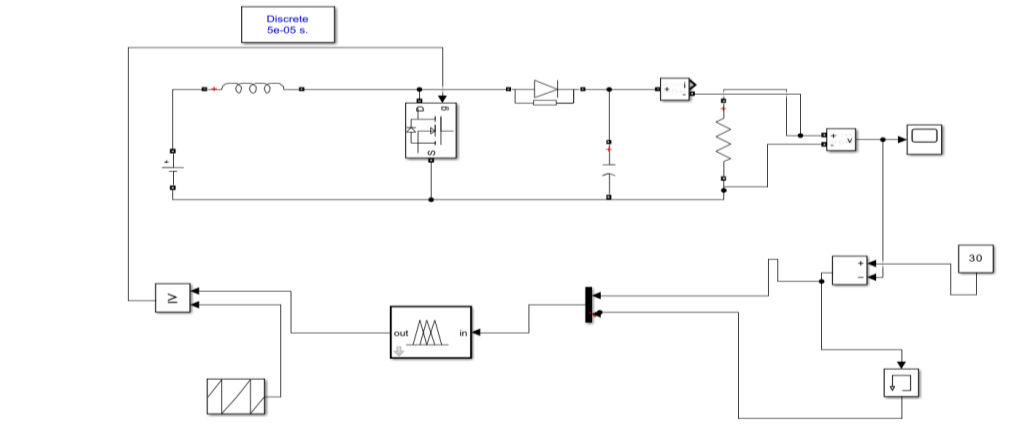 Discrete
5e-05 s.
+
g
D
+
i
-
+
-
v
S
+
+
+
-
30
≥
out
in